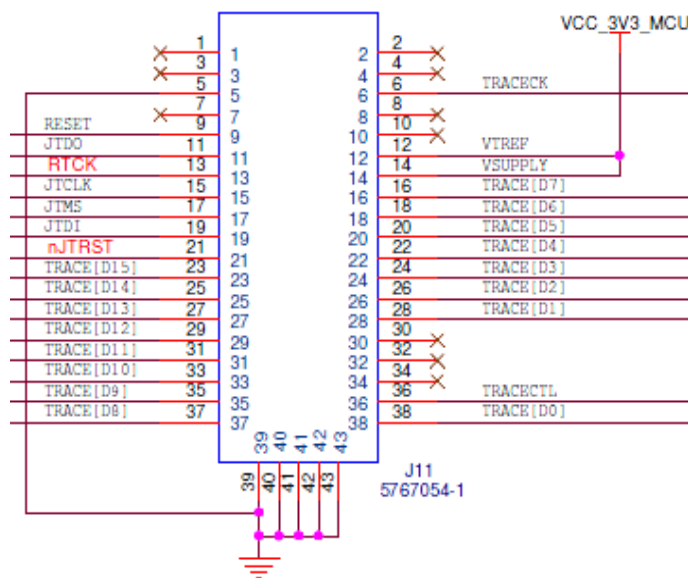 VCC_3V3_MCU
1 1 2 2
3 3 4 4
5 5 6 6 TRACECK
7 7 8 8
RESET 9 9 10 10
JTDO 11 11 12 12 VTREF
RTCK 13 13 14 14 VSUPPLY
JTCLK 15 15 16 16 TRACE[D7]
JTMS 17 17 18 18 TRACE[D6]
JTDI 19 19 20 20 TRACE[D5]
nJTRST 21 21 22 22 TRACE[D4]
TRACE[D15] 23 23 24 24 TRACE[D3]
TRACE[D14] 25 25 26 26 TRACE[D2]
TRACE[D13] 27 27 28 28 TRACE[D1]
TRACE[D12] 29 29 30 30
TRACE[D11] 31 31 32 32
TRACE[D10] 33 33 34 34
TRACE[D9] 35 35 36 36 TRACECTL
TRACE[D8] 37 37 38 38 TRACE[D0]
39 40 41 42 43
39 40 41 42 43
J11
5767054-1